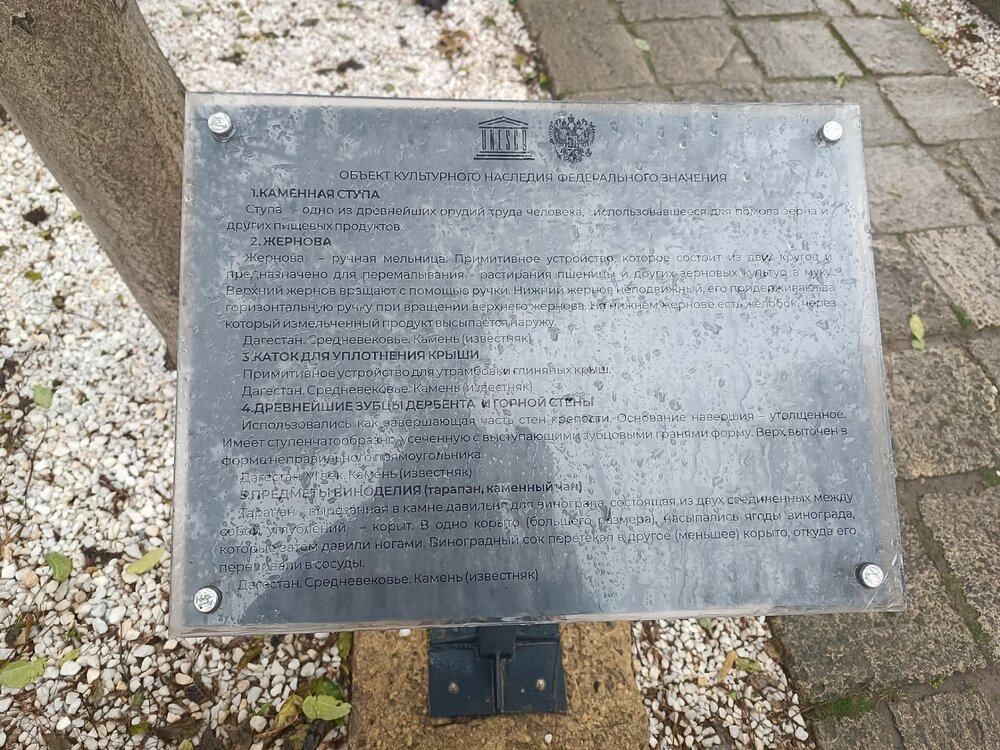 UNESCO
ОБЪЕКТ КУЛЬТУРНОГО НАСЛЕДИЯ ФЕДЕРАЛЬНОГО ЗНАЧЕНИЯ
1.КАМЕННАЯ СТУПА
Ступа – одно из древнейших орудий труда человека, использовавшееся для помола зерна и
других пищевых продуктов.
2. ЖЕРНОВА
Жернова – ручная мельница. Примитивное устройство, которое состоит из двух кругов и
предназначено для перемалывания - растирания пшеницы и других зерновых культур в муку.
Верхний жернов вращают с помощью ручки. Нижний жернов неподвижный, его придерживают за
горизонтальную ручку при вращении верхнего жернова. На нижнем жернове есть желобок, через
который измельченный продукт высыпается наружу.
Дагестан. Средневековье. Камень (известняк)
3.КАТОК ДЛЯ УПЛОТНЕНИЯ КРЫШИ
Примитивное устройство для утрамбовки глиняных крыш.
Дагестан. Средневековье. Камень (известняк)
4.ДРЕВНЕЙШИЕ ЗУБЦЫ ДЕРБЕНТА И ГОРНОЙ СТЕНЫ
Использовались как завершающая часть стен крепости. Основание навершия – утолщенное.
Имеет ступенчатообразно усеченную с выступающими зубцовыми гранями форму. Верх выточен в
форме неправильного прямоугольника.
Дагестан. век. Камень (известняк)
5.ПРЕДМЕТЫ ВИНОДЕЛИЯ (тарапан, каменный чан)
Тарапан - вырезанная в камне давильня для винограда, состоящая из двух соединенных между
собой углублений – корыт. В одно корыто (большего размера), насыпались ягоды винограда,
которые затем давили ногами. Виноградный сок перетекал в другое (меньшее) корыто, откуда его
переливали в сосуды.
Дагестан. Средневековье. Камень (известняк)